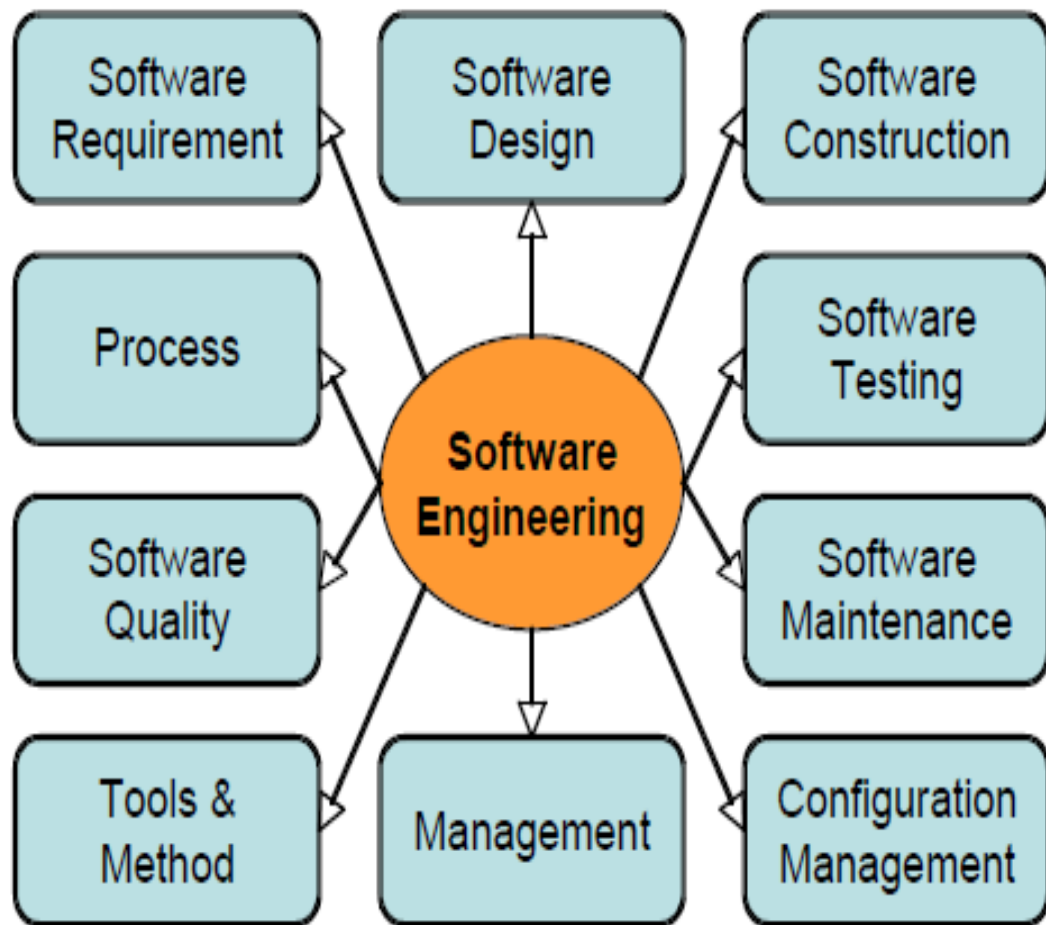 Software
Requirement
Software
Design
Software
Construction
Process
Software
Testing
Software
Engineering
Software
Quality
Software
Maintenance
Tools &
Method
Management
Configuration
Management